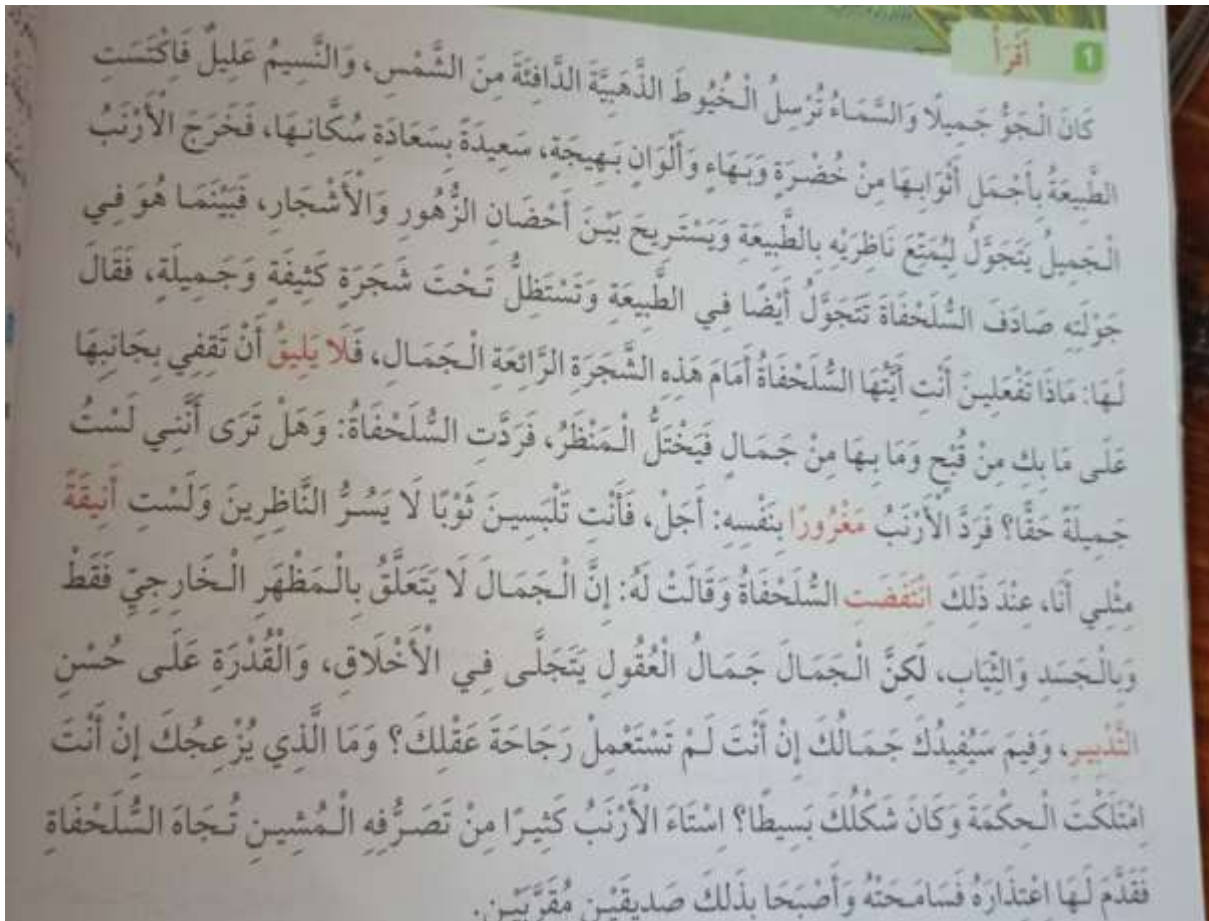 1 أَقْرَأُ
كَانَ الْجَوُّ جَمِيلًا وَالسَّمَاءُ تُرْسِلُ الْخُيُوطَ الذَّهَبِيَّةَ الدَّافِئَةَ مِنَ الشَّمْسِ، وَالنَّسِيمُ عَلِيلٌ فَاكْتَسَتِ
الطَّبِيعَةُ بِأَجْمَلِ أَثْوَابِهَا مِنْ خُضْرَةٍ وَبَهَاءٍ وَأَلْوَانٍ بَهِيجَةٍ، سَعِيدَةً بِسَعَادَةِ سُكَّانِهَا، فَخَرَجَ الْأَرْنَبُ
الْجَمِيلُ يَتَجَوَّلُ لِيُمَتِّعَ نَاظِرَيْهِ بِالطَّبِيعَةِ وَيَسْتَرِيحَ بَيْنَ أَحْضَانِ الزُّهُورِ وَالْأَشْجَارِ، فَبَيْنَمَا هُوَ فِي
جَوْلَتِهِ صَادَفَ السُّلَحْفَاةَ تَتَجَوَّلُ أَيْضًا فِي الطَّبِيعَةِ وَتَسْتَظِلُّ تَحْتَ شَجَرَةٍ كَثِيفَةٍ وَجَمِيلَةٍ، فَقَالَ
لَهَا: مَاذَا تَفْعَلِينَ أَنْتِ أَيَّتُهَا السُّلَحْفَاةُ أَمَامَ هَذِهِ الشَّجَرَةِ الرَّائِعَةِ الْجَمَالِ، فَلَا يَلِيقُ أَنْ تَقِفِي بِجَانِبِهَا
عَلَى مَا بِكِ مِنْ قُبْحٍ وَمَا بِهَا مِنْ جَمَالٍ فَيَخْتَلُّ الْمَنْظَرُ، فَرَدَّتِ السُّلَحْفَاةُ: وَهَلْ تَرَى أَنَّنِي لَسْتُ
جَمِيلَةً حَقًّا؟ فَرَدَّ الْأَرْنَبُ مَغْرُورًا بِنَفْسِهِ: أَجَلْ، فَأَنْتِ تَلْبَسِينَ ثَوْبًا لَا يَسُرُّ النَّاظِرِينَ وَلَسْتِ أَنِيقَةً
مِثْلِي أَنَا، عِنْدَ ذَلِكَ انْتَفَضَتِ السُّلَحْفَاةُ وَقَالَتْ لَهُ: إِنَّ الْجَمَالَ لَا يَتَعَلَّقُ بِالْمَظْهَرِ الْخَارِجِيِّ فَقَطْ
وَبِالْجَسَدِ وَالثِّيَابِ، لَكِنَّ الْجَمَالَ جَمَالُ الْعُقُولِ يَتَجَلَّى فِي الْأَخْلَاقِ، وَالْقُدْرَةِ عَلَى حُسْنِ
التَّدْبِيرِ، وَفِيمَ سَيُفِيدُكَ جَمَالُكَ إِنْ أَنْتَ لَمْ تَسْتَعْمِلْ رَجَاحَةَ عَقْلِكَ؟ وَمَا الَّذِي يُزْعِجُكَ إِنْ أَنْتَ
اِمْتَلَكْتَ الْحِكْمَةَ وَكَانَ شَكْلُكَ بَسِيطًا؟ اِسْتَاءَ الْأَرْنَبُ كَثِيرًا مِنْ تَصَرُّفِهِ الْمُشِينِ تُجَاهَ السُّلَحْفَاةِ
فَقَدَّمَ لَهَا اعْتِذَارَهُ فَسَامَحَتْهُ وَأَصْبَحَا بِذَلِكَ صَدِيقَيْنِ مُقَرَّبَيْنِ.